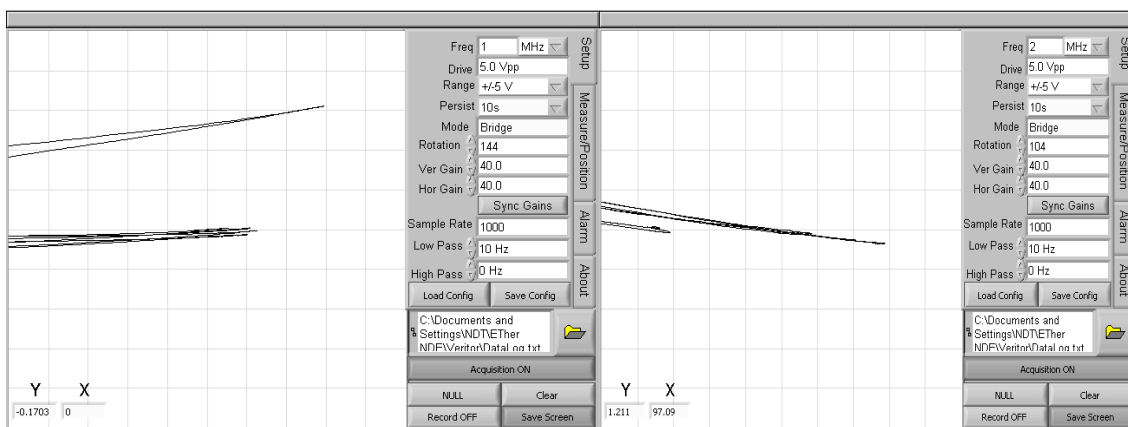 Freq 1 MHz
Drive 5.0 Vpp
Range +/-5 V
Persist 10s
Mode Bridge
Rotation 144
Ver Gain 40.0
Hor Gain 40.0
Sync Gains
Sample Rate 1000
Low Pass 10 Hz
High Pass 0 Hz
Load Config Save Config
C:\Documents and
Settings\NDT\ETher
NDE\Veritor\DataLog.txt
Acquisition ON
NULL Clear
Record OFF Save Screen
Setup
Measure/Position
Alarm
About
Y X
-0.1703 0
Freq 2 MHz
Drive 5.0 Vpp
Range +/-5 V
Persist 10s
Mode Bridge
Rotation 104
Ver Gain 40.0
Hor Gain 40.0
Sync Gains
Sample Rate 1000
Low Pass 10 Hz
High Pass 0 Hz
Load Config Save Config
C:\Documents and
Settings\NDT\ETher
NDE\Veritor\DataLog.txt
Acquisition ON
NULL Clear
Record OFF Save Screen
Setup
Measure/Position
Alarm
About
Y X
1.211 97.09